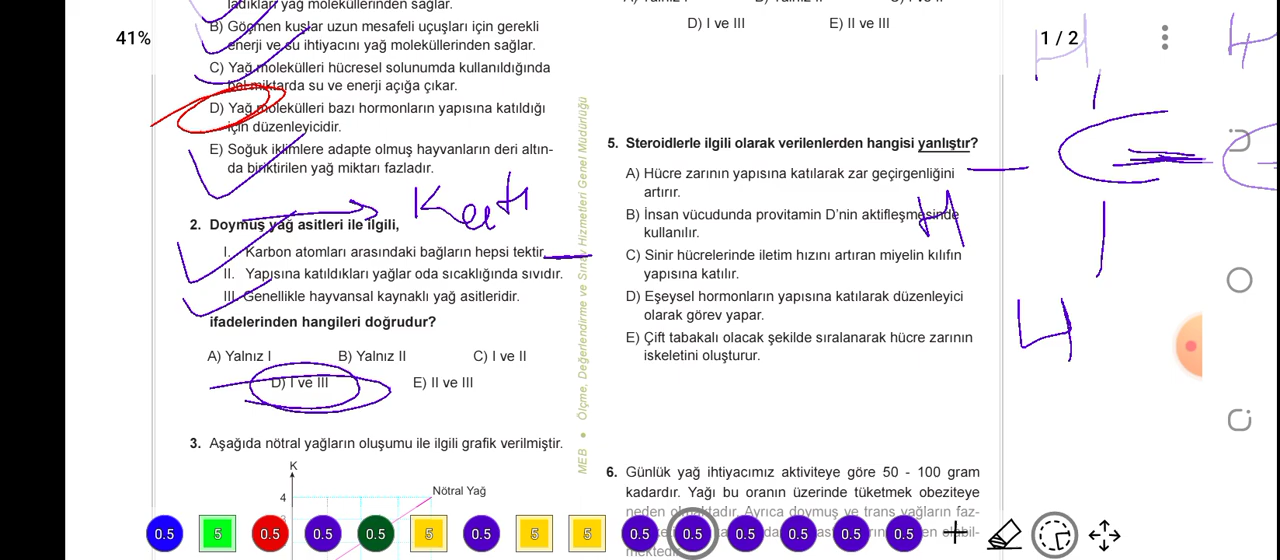 41%
ladıkları yağ moleküllerinden sağlar.
B) Göçmen kuşlar uzun mesafeli uçuşları için gerekli
enerji ve su ihtiyacını yağ moleküllerinden sağlar.
C) Yağ molekülleri hücresel solunumda kullanıldığında
bol miktarda su ve enerji açığa çıkar.
D) Yağ molekülleri bazı hormonların yapısına katıldığı
için düzenleyicidir.
E) Soğuk iklimlere adapte olmuş hayvanların deri altın-
da biriktirilen yağ miktarı fazladır.
Katı
2. Doymuş yağ asitleri ile ilgili,
I. Karbon atomları arasındaki bağların hepsi tektir.
II. Yapısına katıldıkları yağlar oda sıcaklığında sıvıdır.
III. Genellikle hayvansal kaynaklı yağ asitleridir.
ifadelerinden hangileri doğrudur?
A) Yalnız I B) Yalnız II C) I ve II
D) I ve III E) II ve III
3. Aşağıda nötral yağların oluşumu ile ilgili grafik verilmiştir.
K
Nötral Yağ
4
MEB ● Ölçme, Değerlendirme ve Sınav Hizmetleri Genel Müdürlüğü
D) I ve III E) II ve III
5. Steroidlerle ilgili olarak verilenlerden hangisi yanlıştır?
A) Hücre zarının yapısına katılarak zar geçirgenliğini
artırır.
B) İnsan vücudunda provitamin D'nin aktifleşmesinde
kullanılır.
C) Sinir hücrelerinde iletim hızını artıran miyelin kılıfın
yapısına katılır.
D) Eşeysel hormonların yapısına katılarak düzenleyici
olarak görev yapar.
E) Çift tabakalı olacak şekilde sıralanarak hücre zarının
iskeletini oluşturur.
6. Günlük yağ ihtiyacımız aktiviteye göre 50 - 100 gram
kadardır. Yağı bu oranın üzerinde tüketmek obeziteye
neden olmaktadır. Ayrıca doymuş ve trans yağların faz-
mektedir.
1 / 2
H
C
H
H
0.5 5 0.5 0.5 0.5 5 0.5 5 5 0.5 0.5 0.5 0.5 0.5 0.5